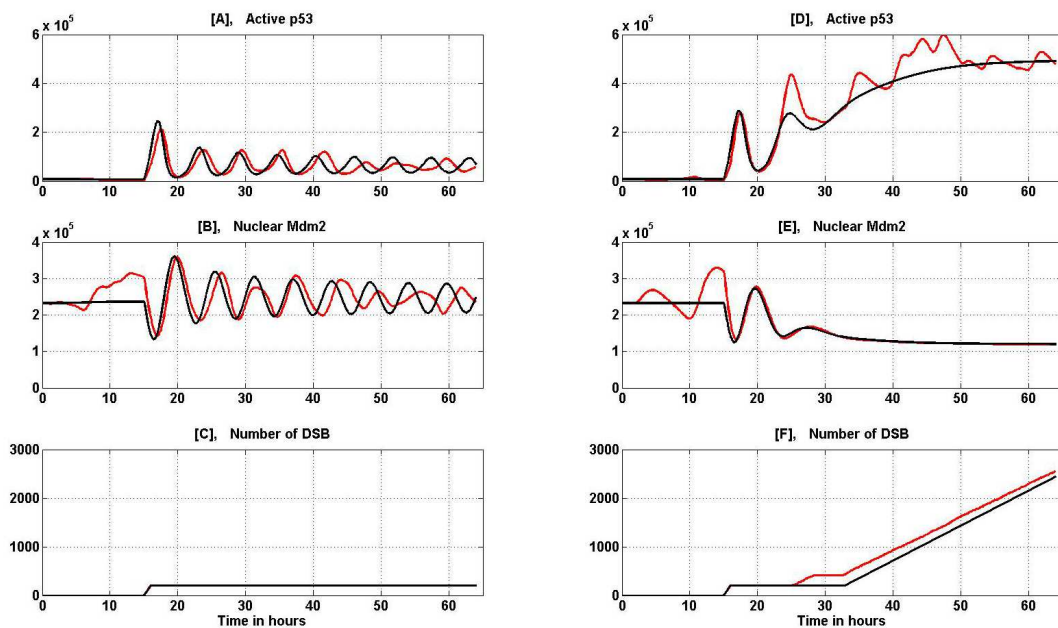 [A], Active p53
x 10^5
6
4
2
0
0 10 20 30 40 50 60
[B], Nuclear Mdm2
x 10^5
4
3
2
1
0
0 10 20 30 40 50 60
[C], Number of DSB
3000
2000
1000
0
0 10 20 30 40 50 60
Time in hours
[D], Active p53
x 10^5
6
4
2
0
0 10 20 30 40 50 60
[E], Nuclear Mdm2
x 10^5
4
3
2
1
0
0 10 20 30 40 50 60
[F], Number of DSB
3000
2000
1000
0
0 10 20 30 40 50 60
Time in hours